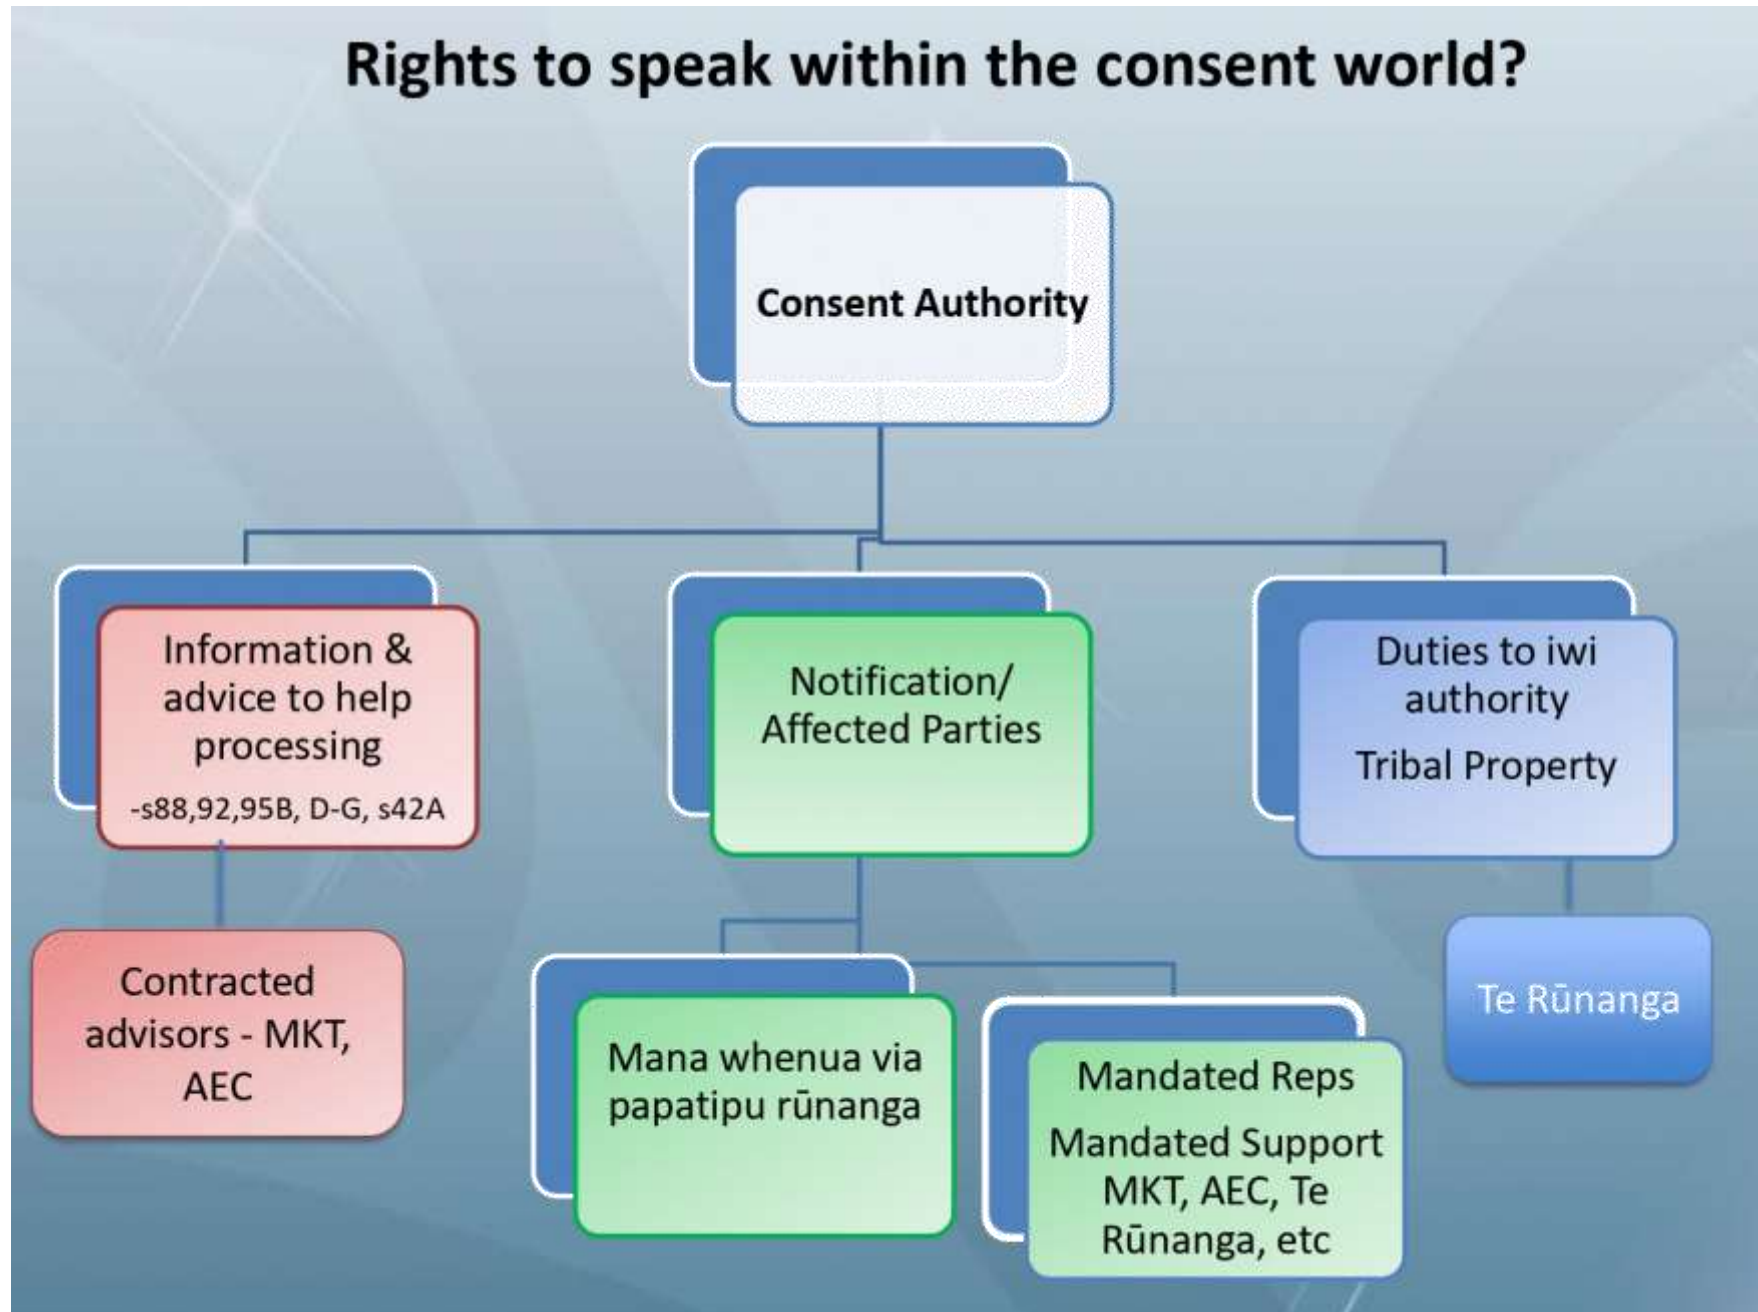 Rights to speak within the consent world?
Consent Authority
Information &
advice to help
processing
-s88,92,95B, D-G, s42A
Notification/
Affected Parties
Duties to iwi
authority
Tribal Property
Contracted
advisors - MKT,
AEC
Mana whenua via
papatipu rūnanga
Mandated Reps
Mandated Support
MKT, AEC, Te
Rūnanga, etc
Te Rūnanga